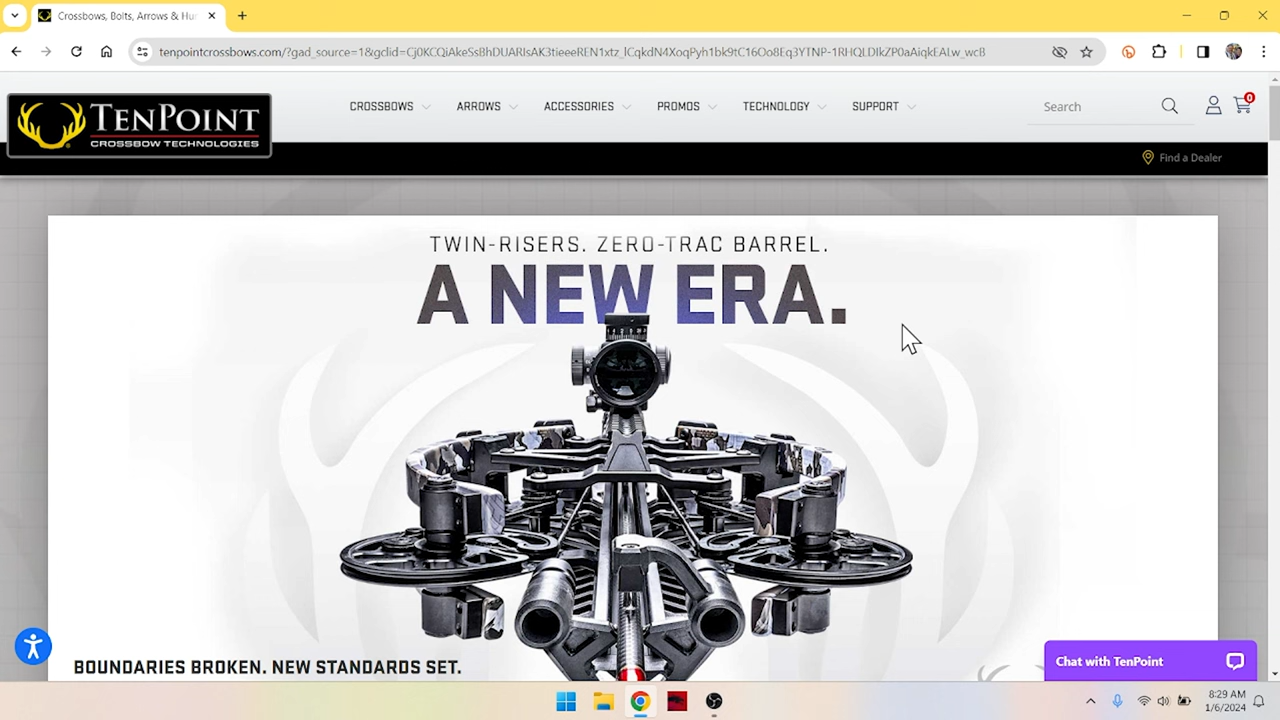 Crossbows, Bolts, Arrows & Hu
tenpointcrossbows.com/?gad_source=1&gclid=Cj0KCQiAkeSsBhDUARIsAK3tieeeREN1xtz_lCqkdN4XoqPyh1bk9tC16Oo8Eq3YTNP-1RHQLDIkZP0aAiqkEALw_wcB
TENPOINT
CROSSBOW TECHNOLOGIES
CROSSBOWS ARROWS ACCESSORIES PROMOS TECHNOLOGY SUPPORT
Search
0
Find a Dealer
TWIN-RISERS. ZERO-TRAC BARREL.
A NEW ERA.
BOUNDARIES BROKEN. NEW STANDARDS SET.
Chat with TenPoint
8:29 AM
1/6/2024